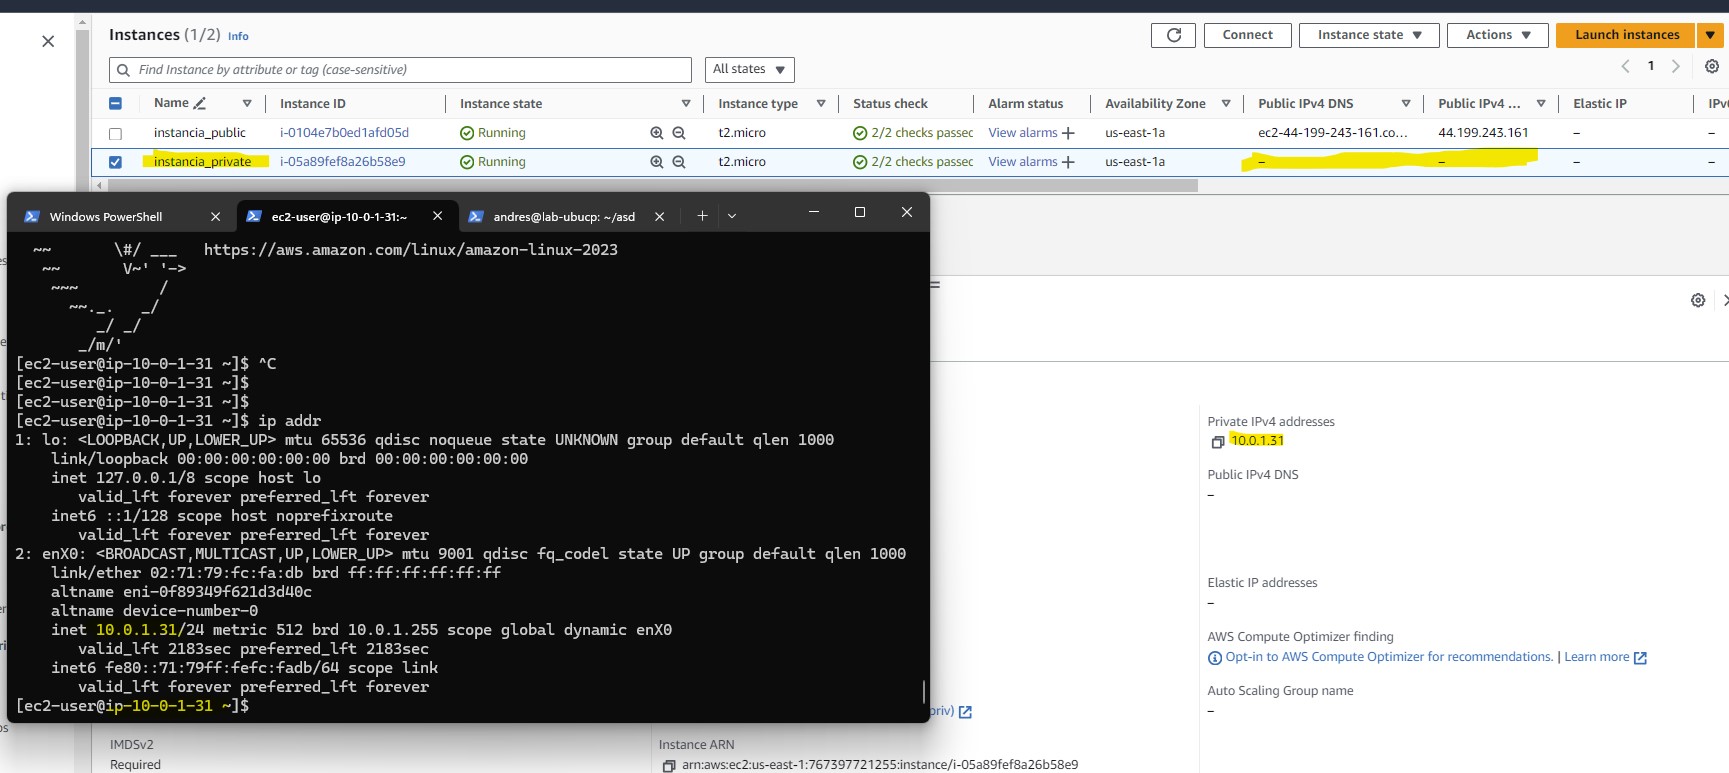 Instances (1/2) Info
Connect
Instance state
Actions
Launch instances
Find Instance by attribute or tag (case-sensitive)
All states
1
Name Instance ID Instance state Instance type Status check Alarm status Availability Zone Public IPv4 DNS Public IPv4 ... Elastic IP
instancia_public i-0104e7b0ed1afd05d Running t2.micro 2/2 checks passec View alarms + us-east-1a ec2-44-199-243-161.co... 44.199.243.161 – –
instancia_private i-05a89fef8a26b58e9 Running t2.micro 2/2 checks passec View alarms + us-east-1a – – – –
Windows PowerShell
ec2-user@ip-10-0-1-31:~
andres@lab-ubucp: ~/asd
~~ \#/ ___ https://aws.amazon.com/linux/amazon-linux-2023
~~ V~' '->
~~~ /
~~._. _/
_/ _/
_/m/'
[ec2-user@ip-10-0-1-31 ~]$ ^C
[ec2-user@ip-10-0-1-31 ~]$
[ec2-user@ip-10-0-1-31 ~]$
[ec2-user@ip-10-0-1-31 ~]$ ip addr
1: lo: <LOOPBACK,UP,LOWER_UP> mtu 65536 qdisc noqueue state UNKNOWN group default qlen 1000
link/loopback 00:00:00:00:00:00 brd 00:00:00:00:00:00
inet 127.0.0.1/8 scope host lo
valid_lft forever preferred_lft forever
inet6 ::1/128 scope host noprefixroute
valid_lft forever preferred_lft forever
2: enX0: <BROADCAST,MULTICAST,UP,LOWER_UP> mtu 9001 qdisc fq_codel state UP group default qlen 1000
link/ether 02:71:79:fc:fa:db brd ff:ff:ff:ff:ff:ff
altname eni-0f89349f621d3d40c
altname device-number-0
inet 10.0.1.31/24 metric 512 brd 10.0.1.255 scope global dynamic enX0
valid_lft 2183sec preferred_lft 2183sec
inet6 fe80::71:79ff:fefc:fadb/64 scope link
valid_lft forever preferred_lft forever
[ec2-user@ip-10-0-1-31 ~]$
Private IPv4 addresses
10.0.1.31
Public IPv4 DNS
–
Elastic IP addresses
–
AWS Compute Optimizer finding
Opt-in to AWS Compute Optimizer for recommendations. | Learn more
Auto Scaling Group name
–
priv)
IMDSv2
Required
Instance ARN
arn:aws:ec2:us-east-1:767397721255:instance/i-05a89fef8a26b58e9